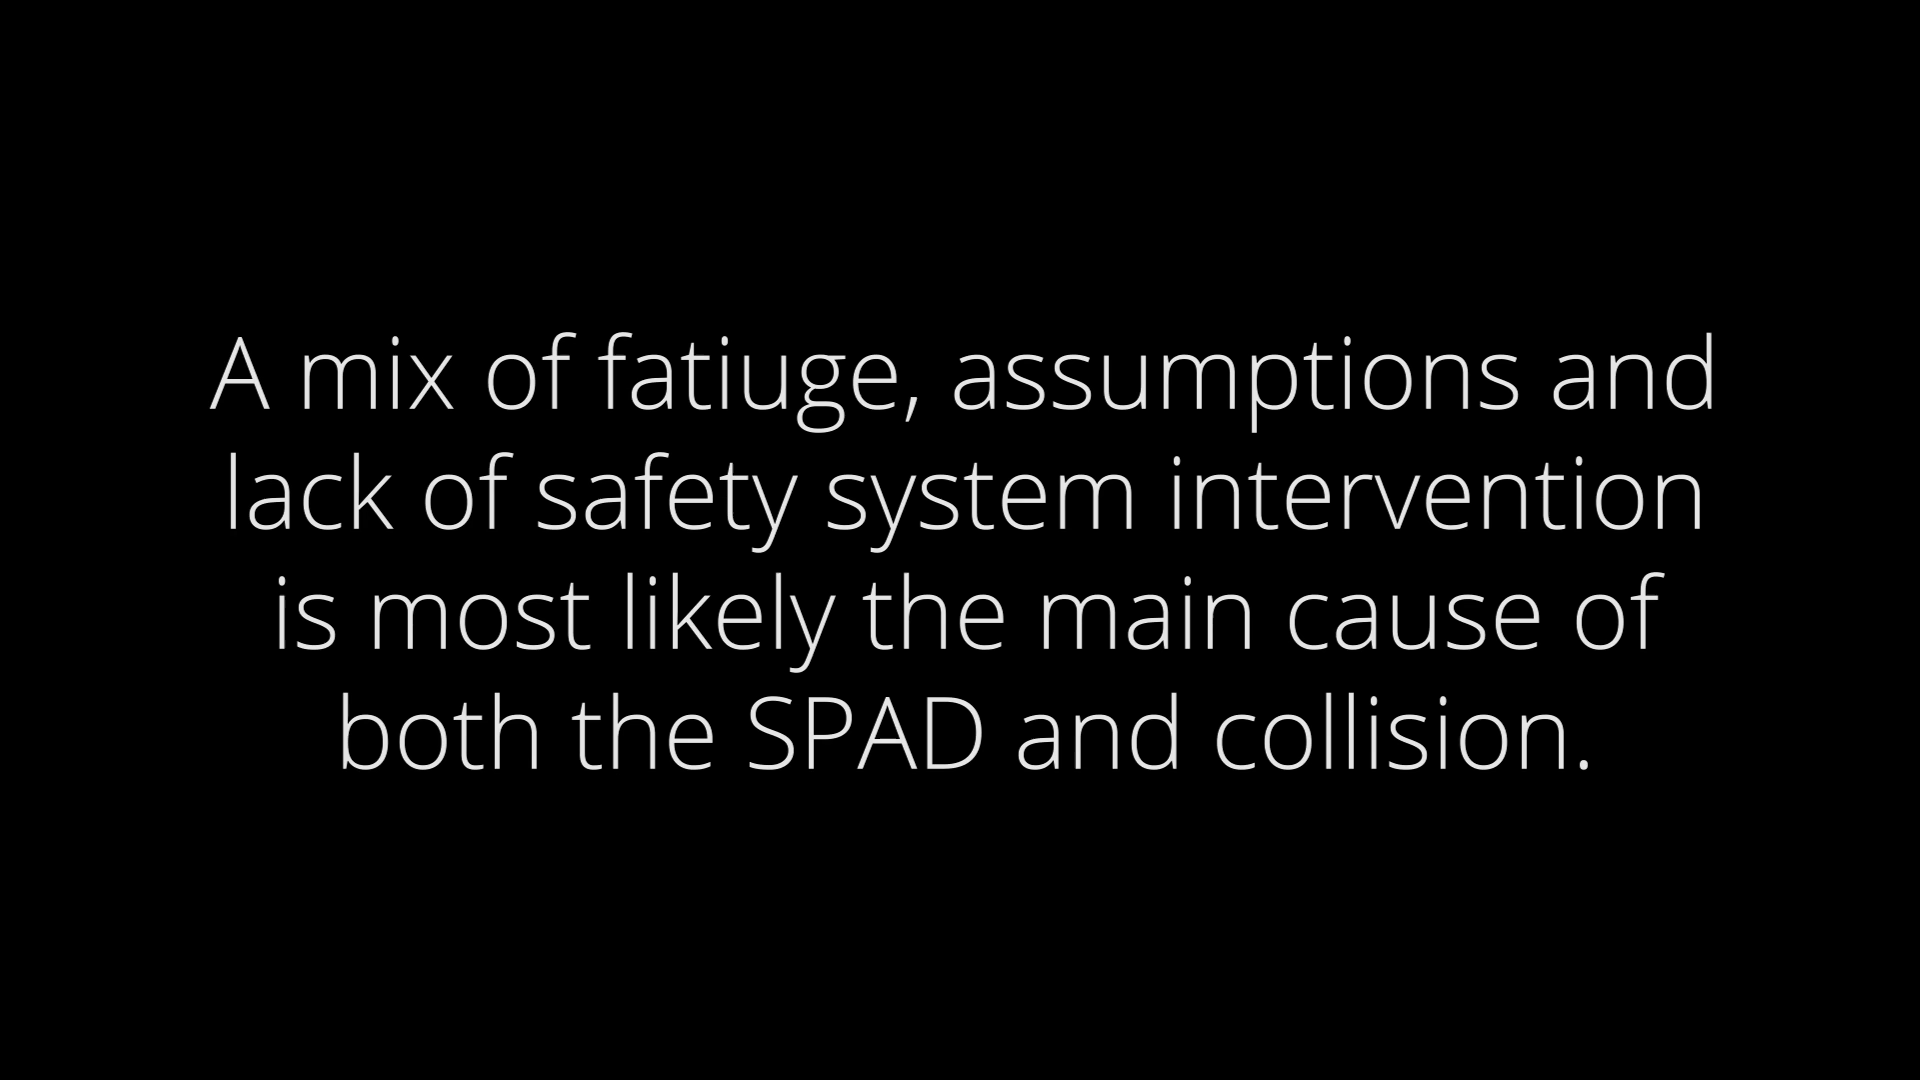 A mix of fatiuge, assumptions and
lack of safety system intervention
is most likely the main cause of
both the SPAD and collision.